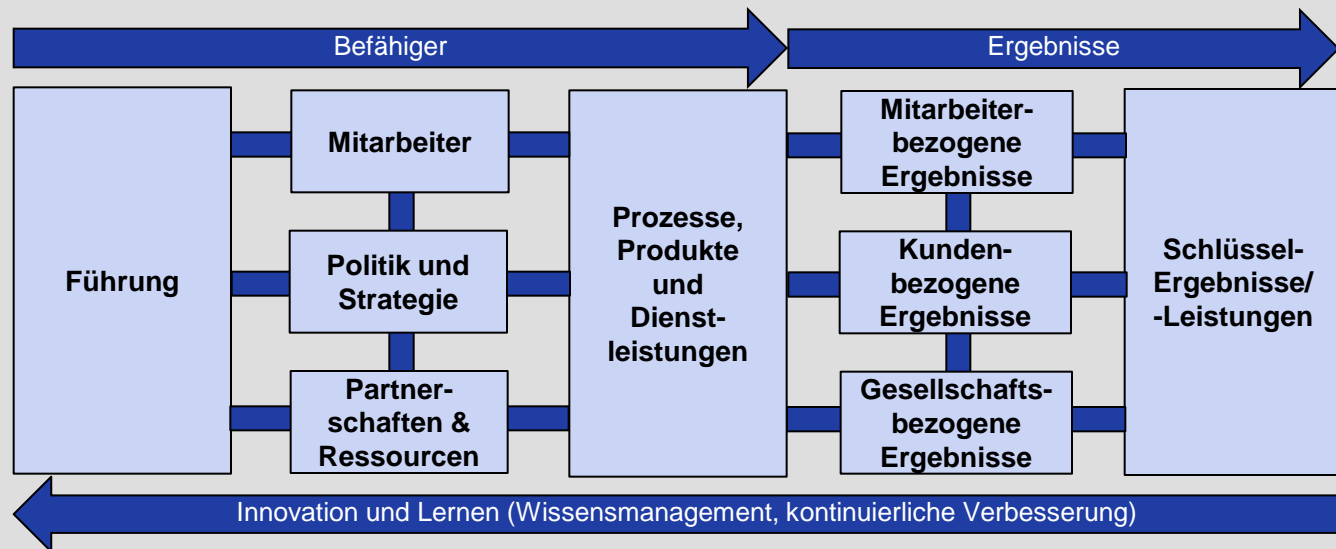 Befähiger
Ergebnisse
Führung
Mitarbeiter
Politik und
Strategie
Partner-
schaften &
Ressourcen
Prozesse,
Produkte
und
Dienst-
leistungen
Mitarbeiter-
bezogene
Ergebnisse
Kunden-
bezogene
Ergebnisse
Gesellschafts-
bezogene
Ergebnisse
Schlüssel-
Ergebnisse/
-Leistungen
Innovation und Lernen (Wissensmanagement, kontinuierliche Verbesserung)